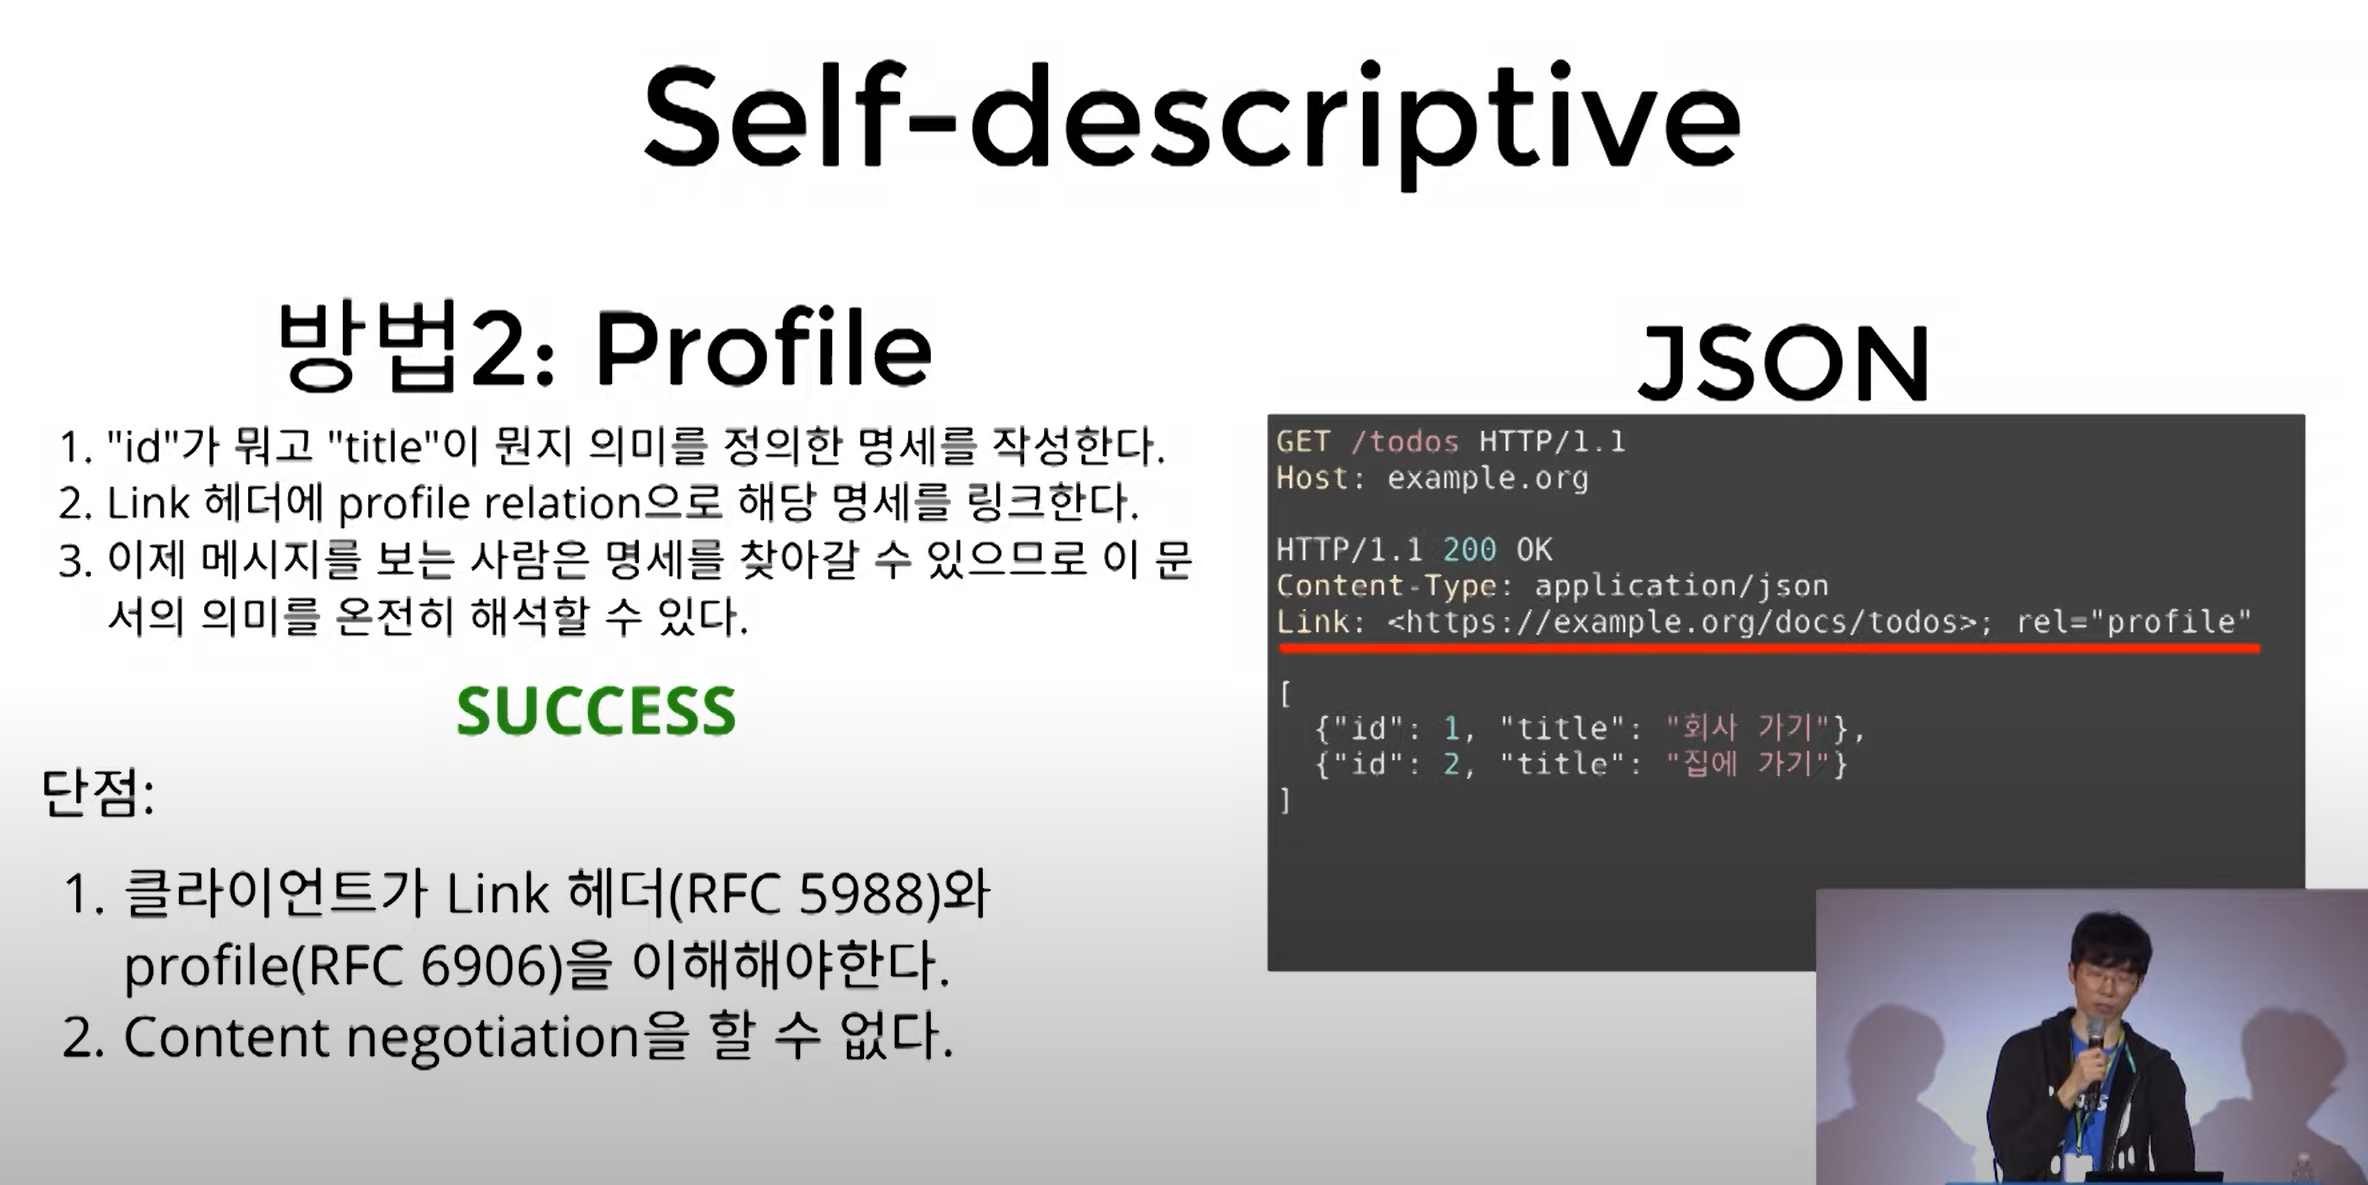 Self-descriptive
방법2: Profile
1. "id"가 뭐고 "title"이 뭔지 의미를 정의한 명세를 작성한다.
2. Link 헤더에 profile relation으로 해당 명세를 링크한다.
3. 이제 메시지를 보는 사람은 명세를 찾아갈 수 있으므로 이 문
서의 의미를 온전히 해석할 수 있다.
SUCCESS
단점:
1. 클라이언트가 Link 헤더(RFC 5988)와
profile(RFC 6906)을 이해해야한다.
2. Content negotiation을 할 수 없다.
JSON
GET /todos HTTP/1.1
Host: example.org
HTTP/1.1 200 OK
Content-Type: application/json
Link: <https://example.org/docs/todos>; rel="profile"
[
{"id": 1, "title": "회사 가기"},
{"id": 2, "title": "집에 가기"}
]